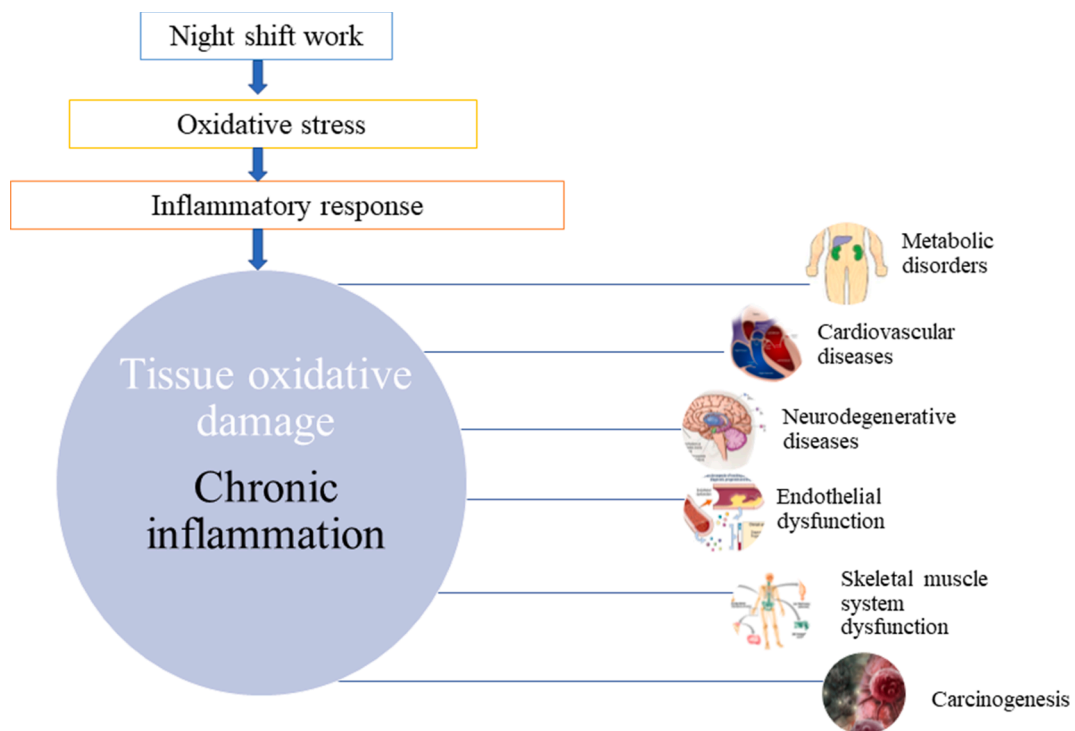 Night shift work
Oxidative stress
Inflammatory response
Metabolic
disorders
Cardiovascular
diseases
Tissue oxidative
damage
Chronic
inflammation
Neurodegenerative
diseases
Endothelial
dysfunction
Skeletal muscle
system
dysfunction
Carcinogenesis